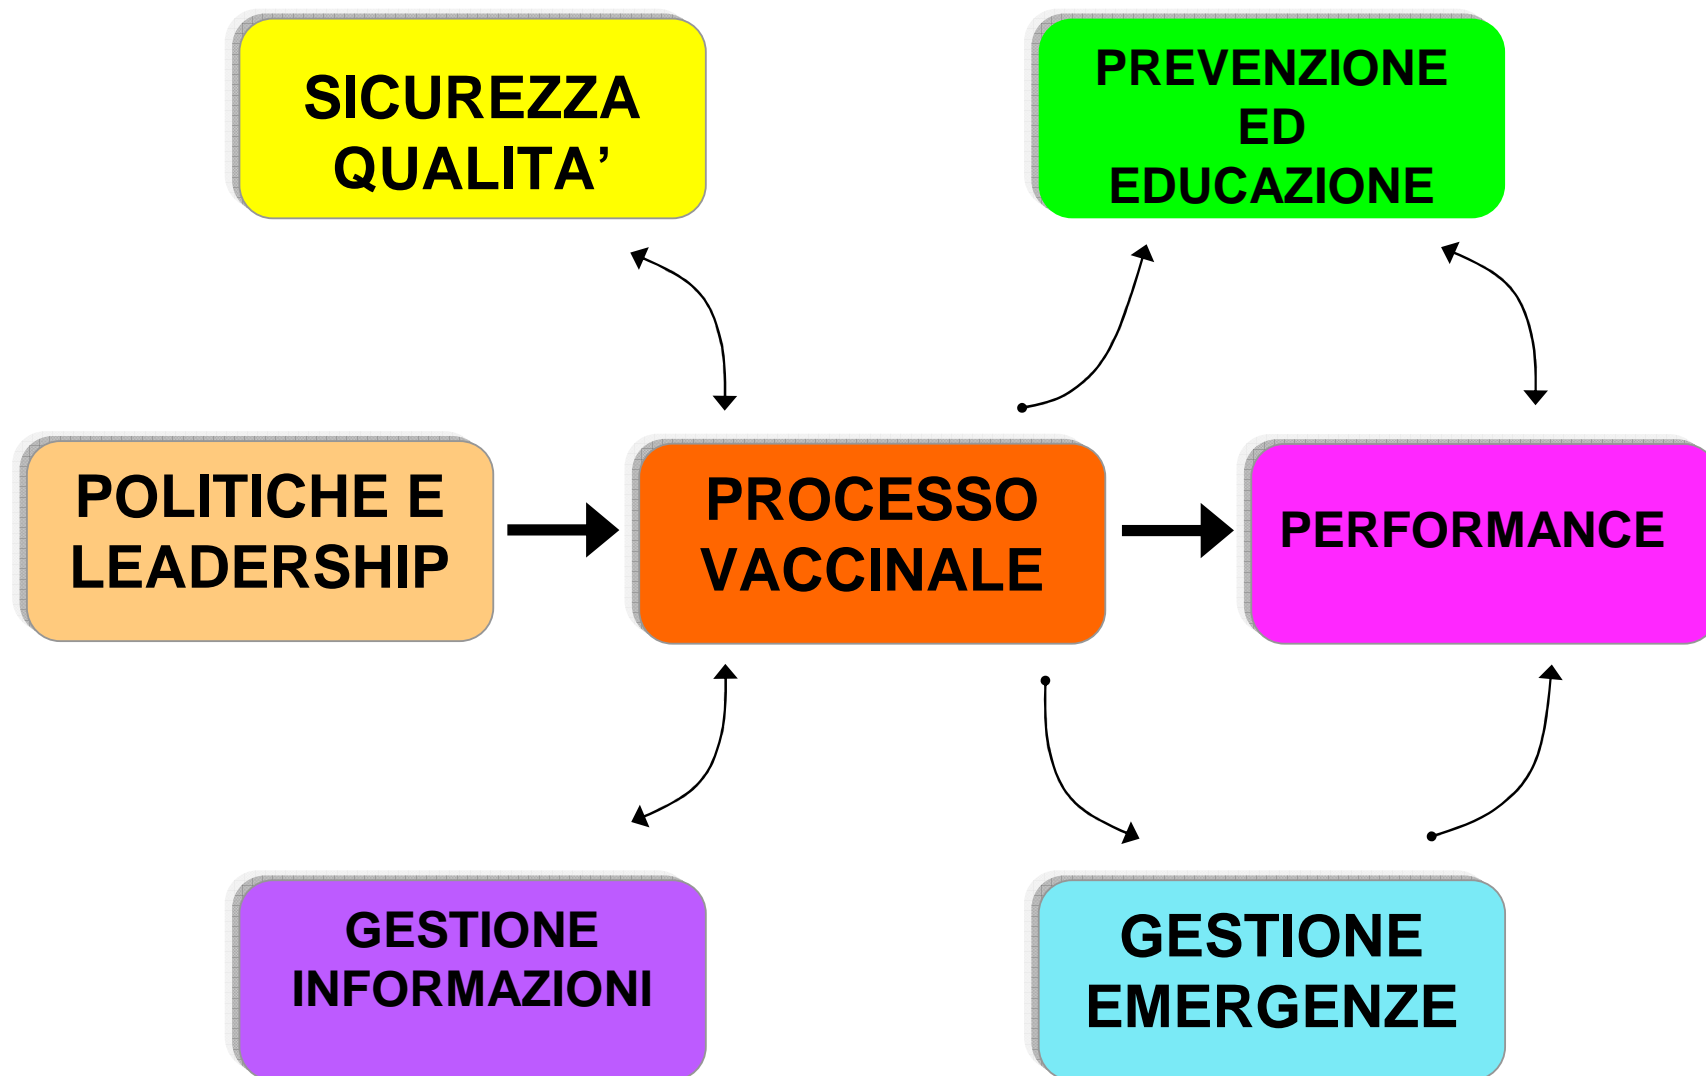 SICUREZZA
QUALITA’
PREVENZIONE
ED
EDUCAZIONE
POLITICHE E
LEADERSHIP
PROCESSO
VACCINALE
PERFORMANCE
GESTIONE
INFORMAZIONI
GESTIONE
EMERGENZE